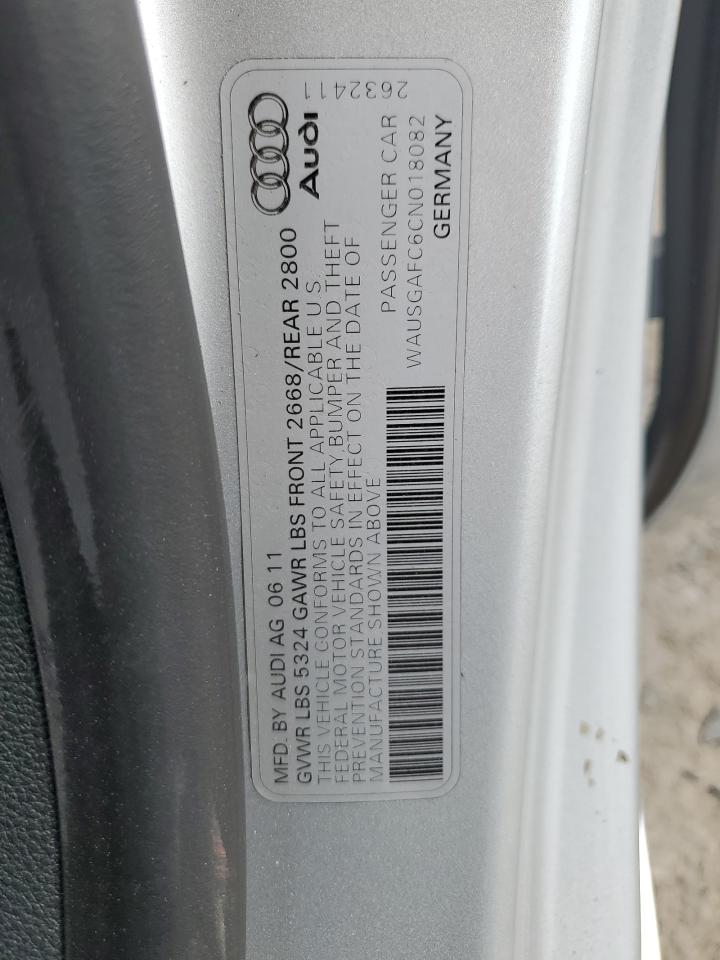 MFD. BY AUDI AG 06 11
GVWR LBS 5324 GAWR LBS FRONT 2668/REAR 2800
THIS VEHICLE CONFORMS TO ALL APPLICABLE U S
FEDERAL MOTOR VEHICLE SAFETY, BUMPER AND THEFT
PREVENTION STANDARDS IN EFFECT ON THE DATE OF
MANUFACTURE SHOWN ABOVE
Audi
PASSENGER CAR
WAUSGAFC6CN018082
GERMANY
2632411